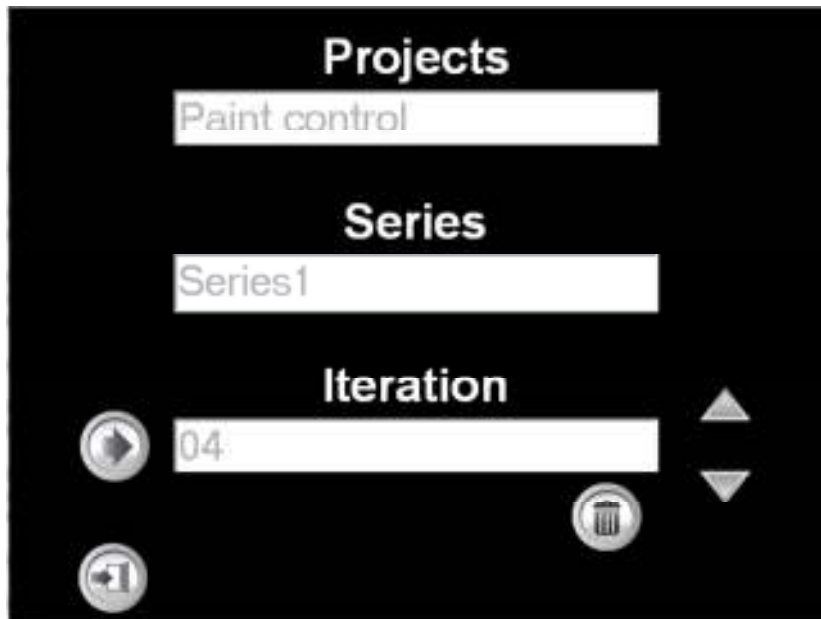 Projects
Paint control
Series
Series1
Iteration
04